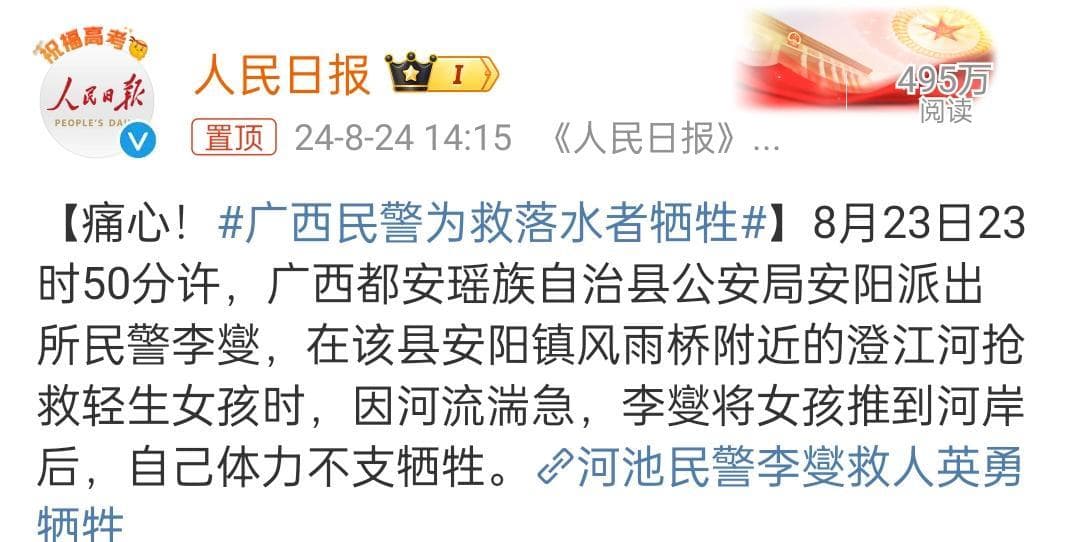 祝福高考
人民日报
PEOPLE'S DA
人民日报 I
495万
阅读
置顶 24-8-24 14:15 《人民日报》...
【痛心！#广西民警为救落水者牺牲#】8月23日23
时50分许，广西都安瑶族自治县公安局安阳派出
所民警李燮，在该县安阳镇风雨桥附近的澄江河抢
救轻生女孩时，因河流湍急，李燮将女孩推到河岸
后，自己体力不支牺牲。河池民警李燮救人英勇
牺牲